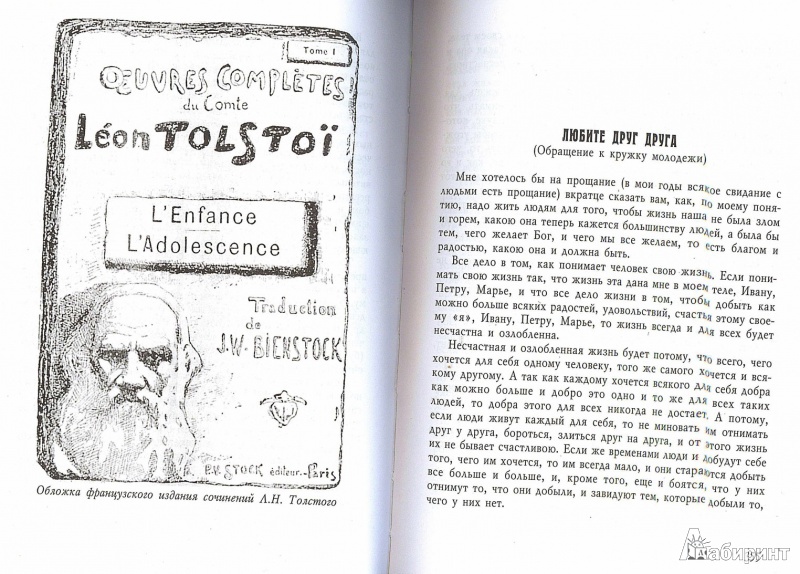 Tome I
ŒUVRES COMPLÈTES
du Comte
Léon TOLSTOÏ
L'Enfance
L'Adolescence
Traduction
de
J.W. BIENSTOCK
P.V. STOCK éditeur.-Paris
Обложка французского издания сочинений Л.Н. Толстого
ЛЮБИТЕ ДРУГ ДРУГА
(Обращение к кружку молодежи)
Мне хотелось бы на прощание (в мои годы всякое свидание с
людьми есть прощание) вкратце сказать вам, как, по моему поня-
тию, надо жить людям для того, чтобы жизнь наша не была злом
и горем, какою она теперь кажется большинству людей, а была бы
тем, чего желает Бог, и чего мы все желаем, то есть благом и
радостью, какою она и должна быть.
Все дело в том, как понимает человек свою жизнь. Если пони-
мать свою жизнь так, что жизнь эта дана мне в моем теле, Ивану,
Петру, Марье, и что все дело жизни в том, чтобы добыть как
можно больше всяких радостей, удовольствий, счастья этому свое-
му «я», Ивану, Петру, Марье, то жизнь всегда и для всех будет
несчастна и озлобленна.
Несчастная и озлобленная жизнь будет потому, что всего, чего
хочется для себя одному человеку, того же самого хочется и вся-
кому другому. А так как каждому хочется всякого для себя добра
как можно больше и добро это одно и то же для всех таких
людей, то добра этого для всех никогда не достает. А потому,
если люди живут каждый для себя, то не миновать им отнимать
друг у друга, бороться, злиться друг на друга, и от этого жизнь
их не бывает счастливою. Если же временами люди и добудут себе
того, чего им хочется, то им всегда мало, и они стараются добыть
все больше и больше, и, кроме того, еще и боятся, что у них
отнимут то, что они добыли, и завидуют тем, которые добыли то,
чего у них нет.
Лабиринт